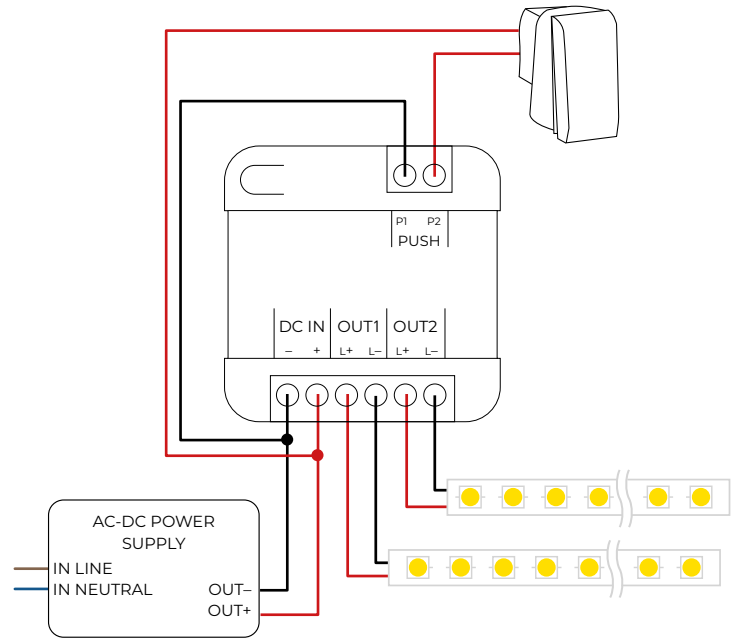 P1 P2
PUSH
DC IN OUT1 OUT2
– + L+ L– L+ L–
AC-DC POWER
SUPPLY
IN LINE
IN NEUTRAL
OUT–
OUT+